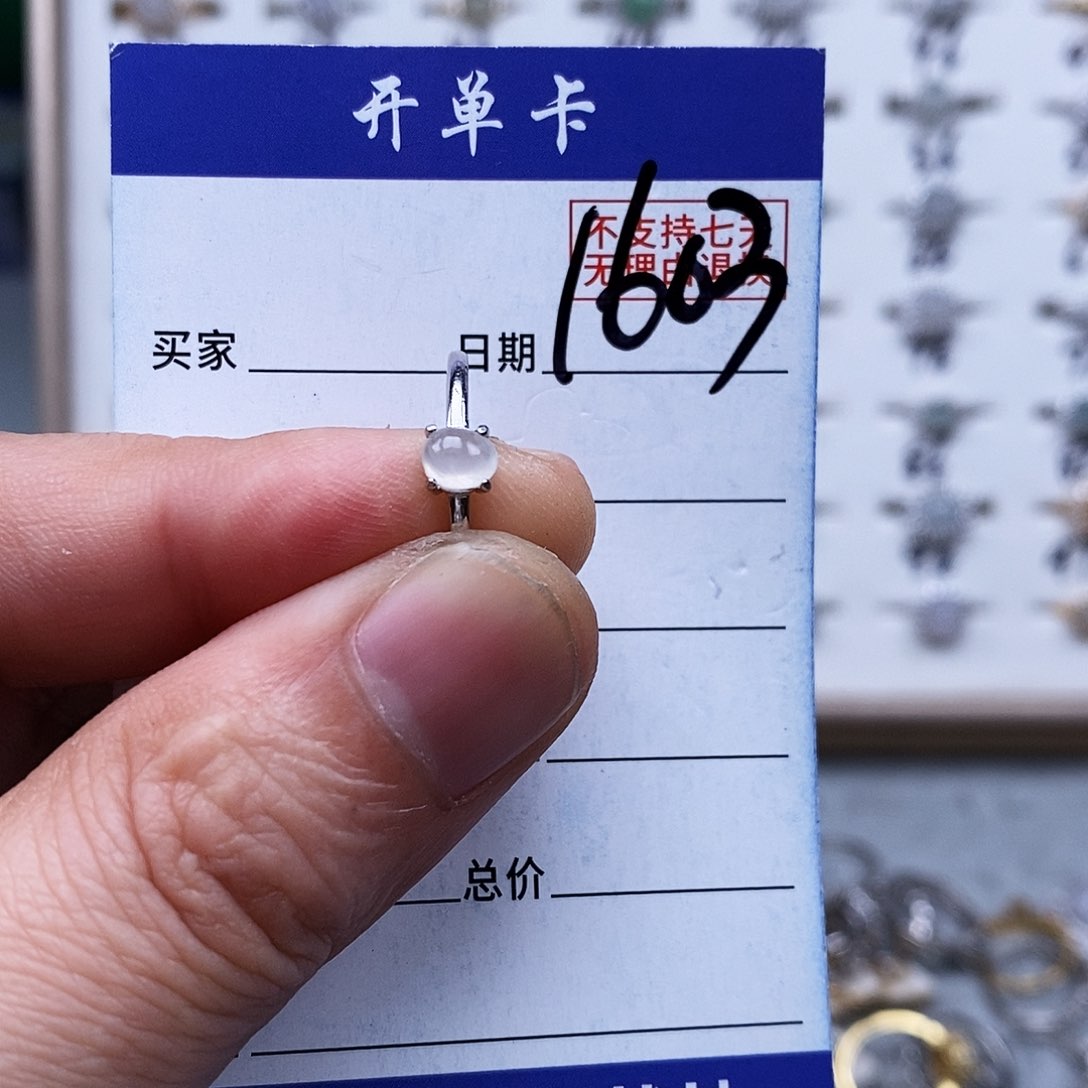 开单卡
1603
不支持七天
无理由退换
买家 日期
总价